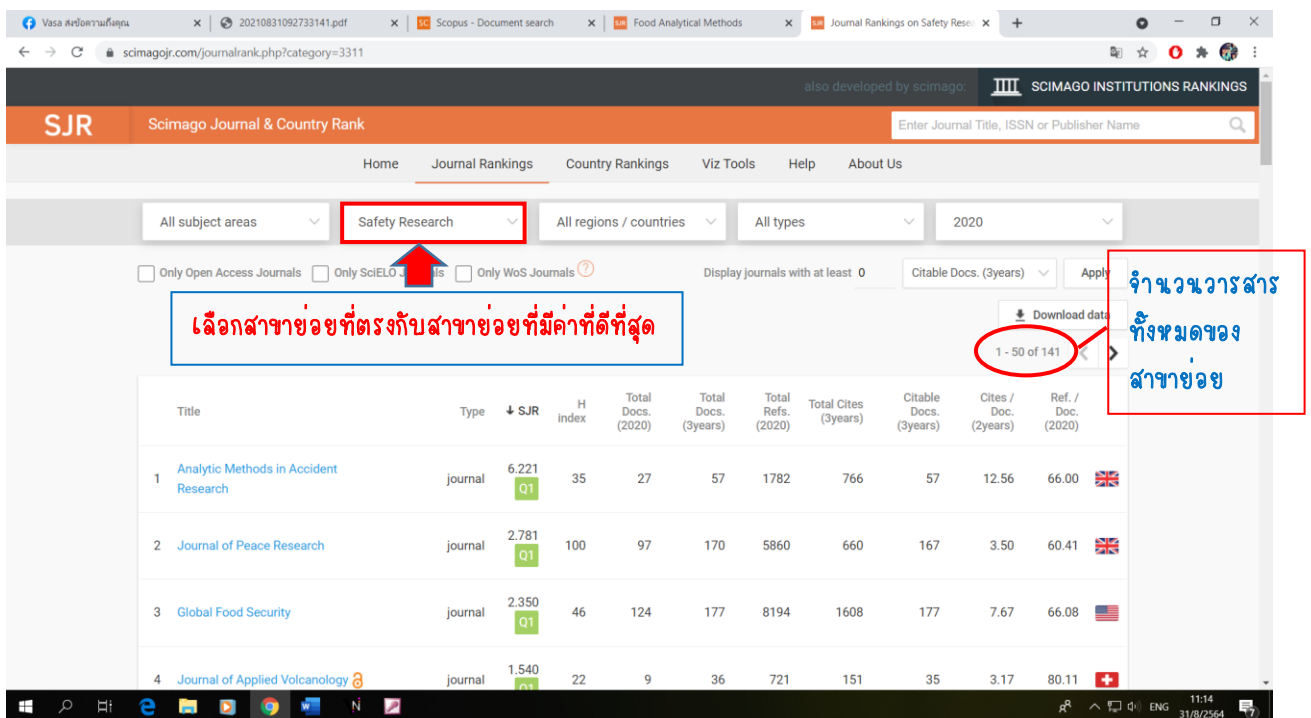 Vasa ส่งข้อความถึงคุณ
20210831092733141.pdf
Scopus - Document search
Food Analytical Methods
Journal Rankings on Safety Rese
scimagojr.com/journalrank.php?category=3311
also developed by scimago:
SCIMAGO INSTITUTIONS RANKINGS
SJR
Scimago Journal & Country Rank
Enter Journal Title, ISSN or Publisher Name
Home Journal Rankings Country Rankings Viz Tools Help About Us
All subject areas Safety Research All regions / countries All types 2020
Only Open Access Journals Only SciELO Journals Only WoS Journals ? Display journals with at least 0 Citable Docs. (3years) Apply
เลือกสาขาย่อยที่ตรงกับสาขาย่อยที่มีค่าที่ดีที่สุด
จำนวนวารสาร
ทั้งหมดของ
สาขาย่อย
Download data
1 - 50 of 141
Title Type SJR H index Total Docs. (2020) Total Docs. (3years) Total Refs. (2020) Total Cites (3years) Citable Docs. (3years) Cites / Doc. (2years) Ref. / Doc. (2020)
1 Analytic Methods in Accident Research journal 6.221 Q1 35 27 57 1782 766 57 12.56 66.00
2 Journal of Peace Research journal 2.781 Q1 100 97 170 5860 660 167 3.50 60.41
3 Global Food Security journal 2.350 Q1 46 124 177 8194 1608 177 7.67 66.08
4 Journal of Applied Volcanology journal 1.540 Q1 22 9 36 721 151 35 3.17 80.11
ENG
11:14
31/8/2564